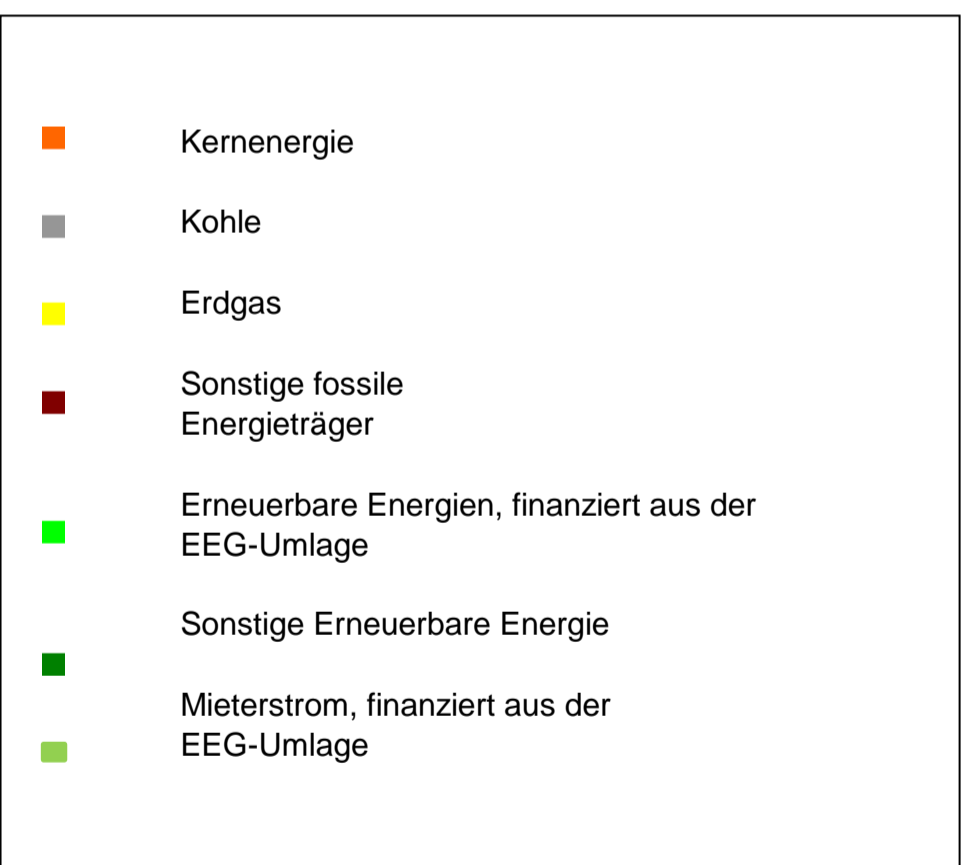 Kernenergie
Kohle
Erdgas
Sonstige fossile
Energieträger
Erneuerbare Energien, finanziert aus der
EEG-Umlage
Sonstige Erneuerbare Energie
Mieterstrom, finanziert aus der
EEG-Umlage